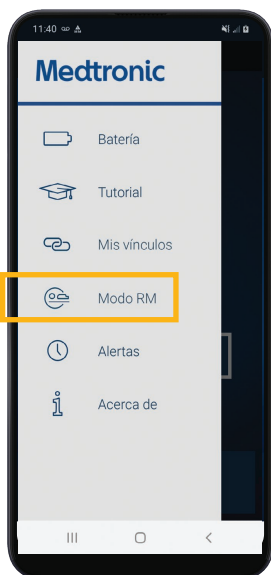 11:40
Medtronic
Batería
Tutorial
Mis vínculos
Modo RM
Alertas
Acerca de